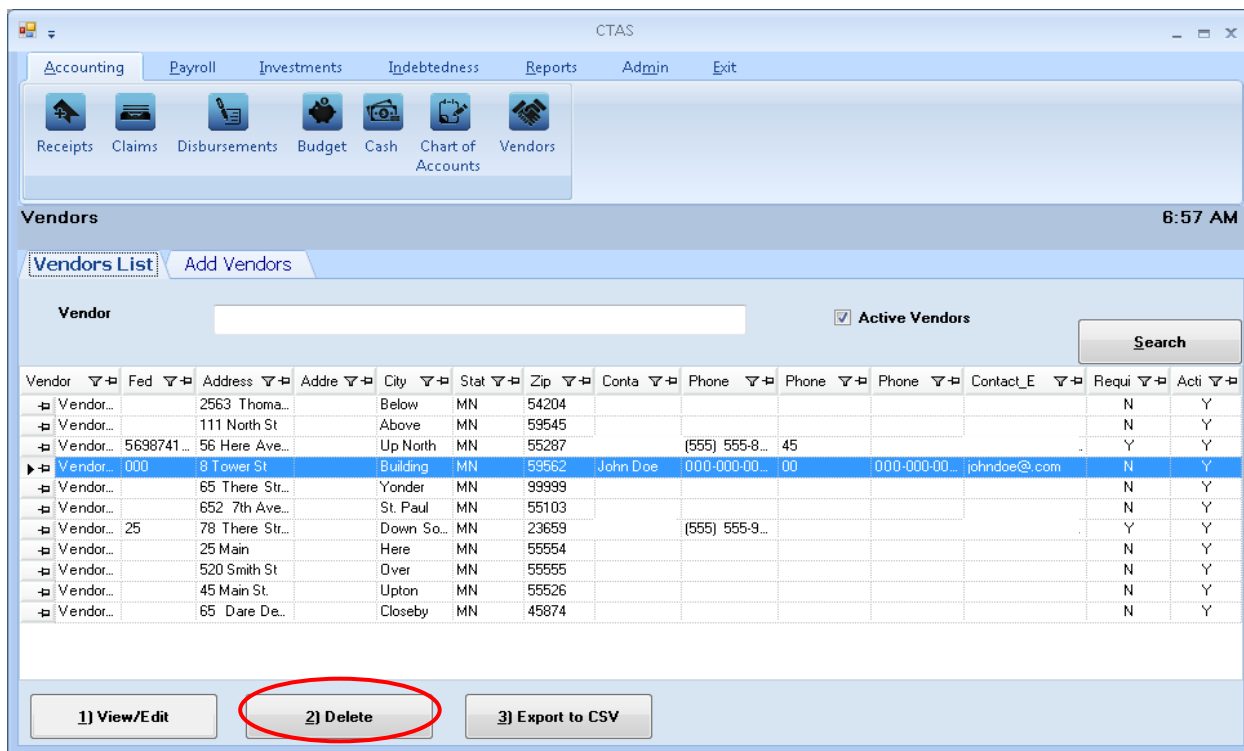 CTAS
Accounting Payroll Investments Indebtedness Reports Admin Exit
Receipts Claims Disbursements Budget Cash Chart of Accounts Vendors
Vendors 6:57 AM
Vendors List Add Vendors
Vendor Active Vendors
Search
Vendor Fed Address Addre City Stat Zip Conta Phone Phone Phone Contact_E Requi Acti
Vendor... 2563 Thoma... Below MN 54204 N Y
Vendor... 111 North St Above MN 59545 N Y
Vendor... 5698741... 56 Here Ave... Up North MN 55287 (555) 555-8... 45 Y Y
Vendor... 000 8 Tower St Building MN 59562 John Doe 000-000-00... 00 000-000-00... johndoe@.com N Y
Vendor... 65 There Str... Yonder MN 99999 N Y
Vendor... 652 7th Ave... St. Paul MN 55103 N Y
Vendor... 25 78 There Str... Down So... MN 23659 (555) 555-9... Y Y
Vendor... 25 Main Here MN 55554 N Y
Vendor... 520 Smith St Over MN 55555 N Y
Vendor... 45 Main St. Upton MN 55526 N Y
Vendor... 65 Dare De... Closeby MN 45874 N Y
1) View/Edit 2) Delete 3) Export to CSV